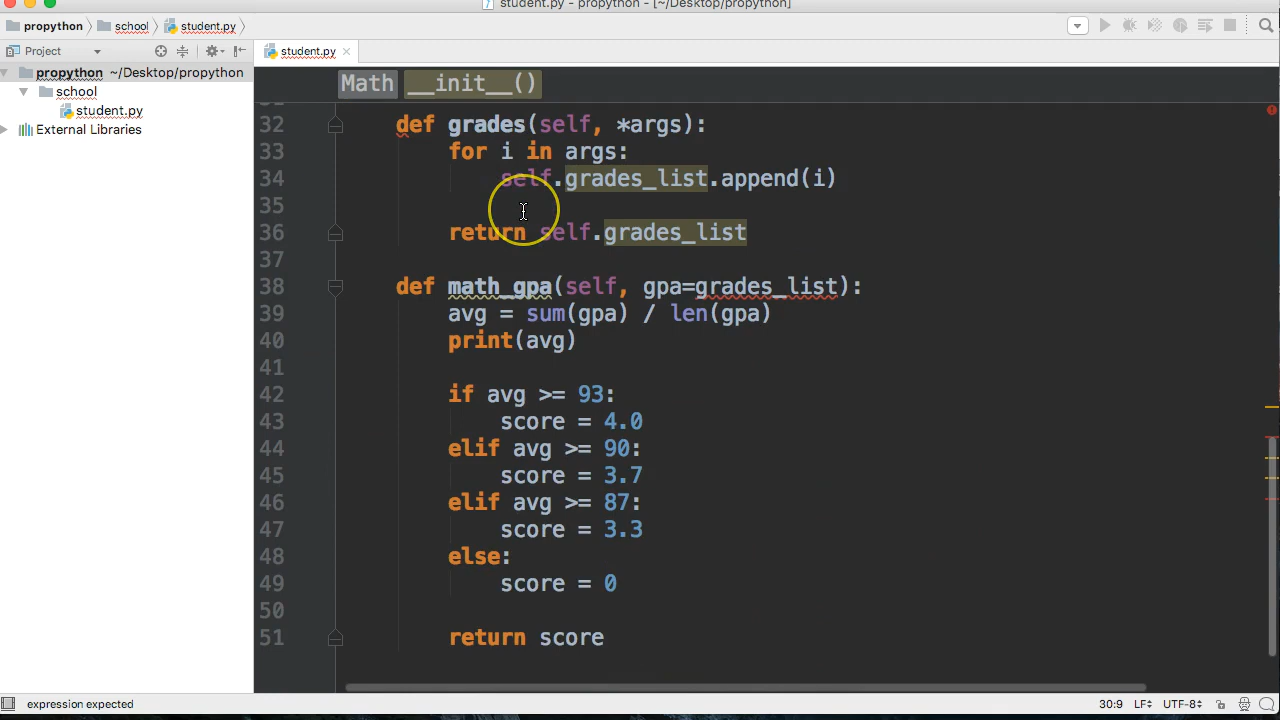 student.py - propython - [~/Desktop/propython]
propython school student.py
Project student.py
propython ~/Desktop/propython
school
student.py
External Libraries
Math __init__()
32 def grades(self, *args):
33 for i in args:
34 self.grades_list.append(i)
35
36 return self.grades_list
37
38 def math_gpa(self, gpa=grades_list):
39 avg = sum(gpa) / len(gpa)
40 print(avg)
41
42 if avg >= 93:
43 score = 4.0
44 elif avg >= 90:
45 score = 3.7
46 elif avg >= 87:
47 score = 3.3
48 else:
49 score = 0
50
51 return score
expression expected 30:9 LF UTF-8